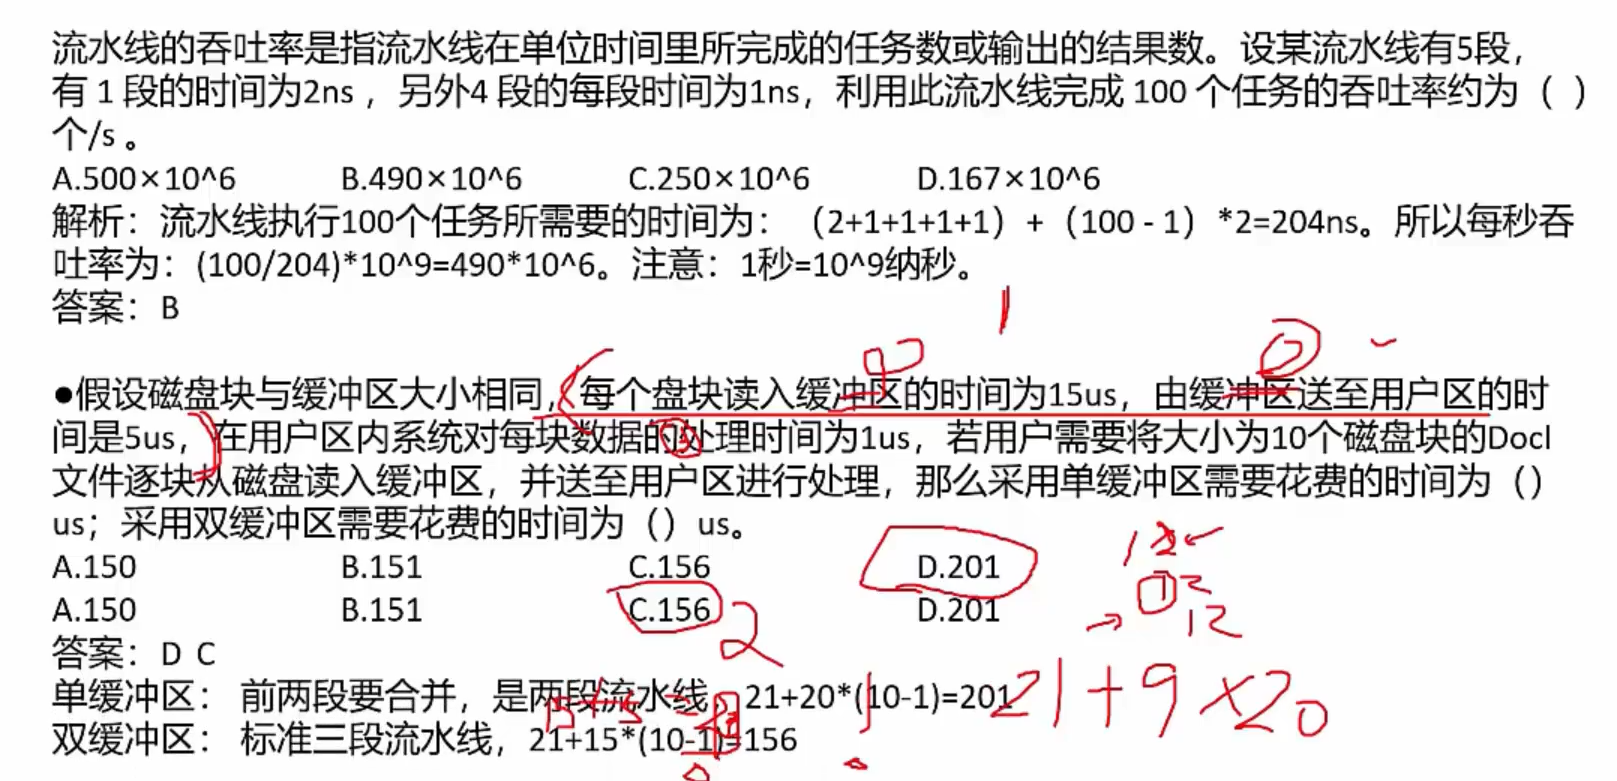 流水线的吞吐率是指流水线在单位时间里所完成的任务数或输出的结果数。设某流水线有5段，
有 1 段的时间为2ns ，另外4 段的每段时间为1ns，利用此流水线完成 100 个任务的吞吐率约为（ ）
个/s 。
A.500×10^6 B.490×10^6 C.250×10^6 D.167×10^6
解析：流水线执行100个任务所需要的时间为：（2+1+1+1+1）+（100 - 1）*2=204ns。所以每秒吞
吐率为：(100/204)*10^9=490*10^6。注意：1秒=10^9纳秒。
答案：B
1
●假设磁盘块与缓冲区大小相同，每个盘块读入缓冲区的时间为15us，由缓冲区送至用户区的时
间是5us，在用户区内系统对每块数据的处理时间为1us，若用户需要将大小为10个磁盘块的Docl
文件逐块从磁盘读入缓冲区，并送至用户区进行处理，那么采用单缓冲区需要花费的时间为（）
us；采用双缓冲区需要花费的时间为（）us。
A.150 B.151 C.156 D.201
A.150 B.151 C.156 D.201
2
12
答案：D C
单缓冲区： 前两段要合并，是两段流水线，21+20*(10-1)=201
21+9×20
双缓冲区： 标准三段流水线，21+15*(10-1)=156